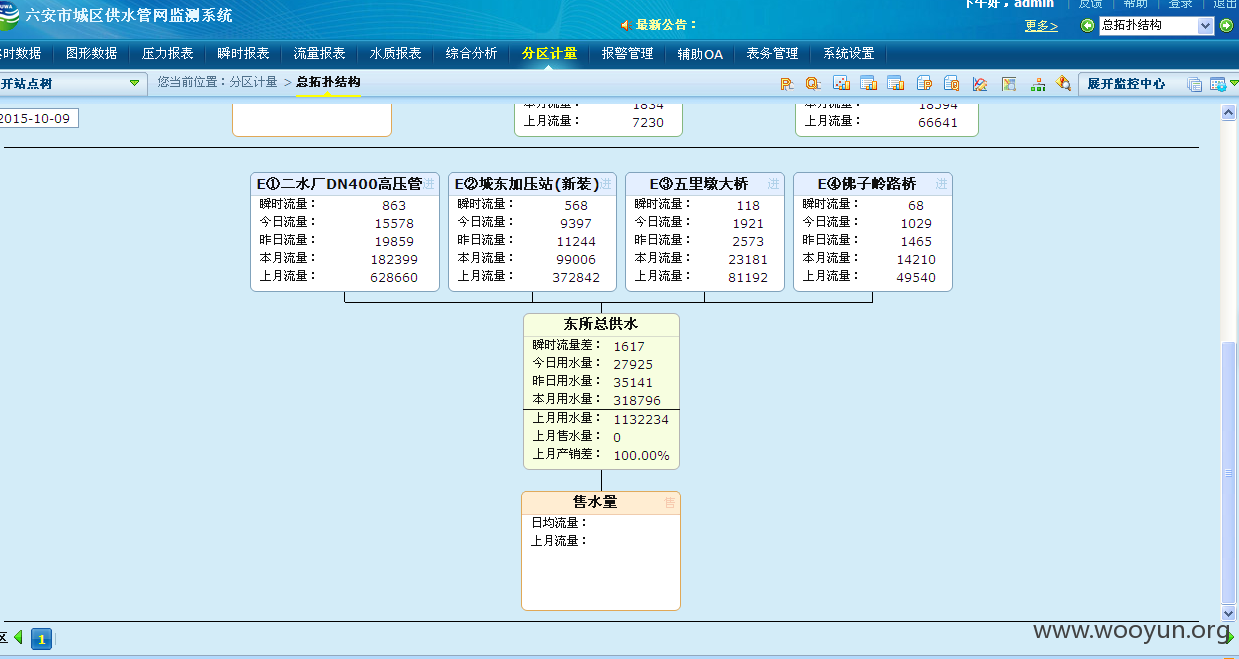 六安市城区供水管网监测系统
最新公告：
下午好，admin 反馈 帮助 登录 退出
更多> 总拓扑结构
实时数据 图形数据 压力报表 瞬时报表 流量报表 水质报表 综合分析 分区计量 报警管理 辅助OA 表务管理 系统设置
开站点树 您当前位置：分区计量 > 总拓扑结构 展开监控中心
2015-10-09
本月流量： 1834
上月流量： 7230
本月流量： 18594
上月流量： 66641
E①二水厂DN400高压管 进
瞬时流量： 863
今日流量： 15578
昨日流量： 19859
本月流量： 182399
上月流量： 628660
E②城东加压站(新装) 进
瞬时流量： 568
今日流量： 9397
昨日流量： 11244
本月流量： 99006
上月流量： 372842
E③五里墩大桥 进
瞬时流量： 118
今日流量： 1921
昨日流量： 2573
本月流量： 23181
上月流量： 81192
E④佛子岭路桥 进
瞬时流量： 68
今日流量： 1029
昨日流量： 1465
本月流量： 14210
上月流量： 49540
东所总供水
瞬时流量差： 1617
今日用水量： 27925
昨日用水量： 35141
本月用水量： 318796
上月用水量： 1132234
上月售水量： 0
上月产销差： 100.00%
售水量 售
日均流量：
上月流量：
区 1
www.wooyun.org